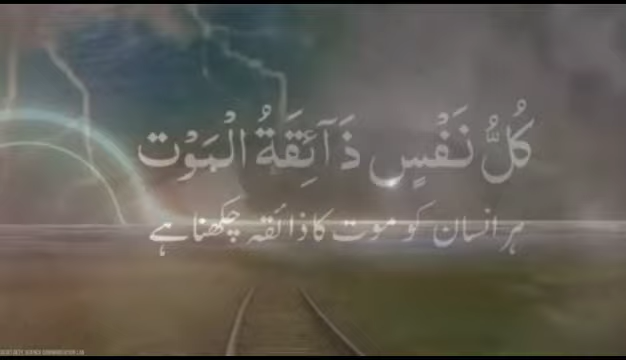 كُلُّ نَفْسٍ ذَآئِقَةُ الْمَوْت
ہر انسان کو موت کا ذائقہ چکھنا ہے